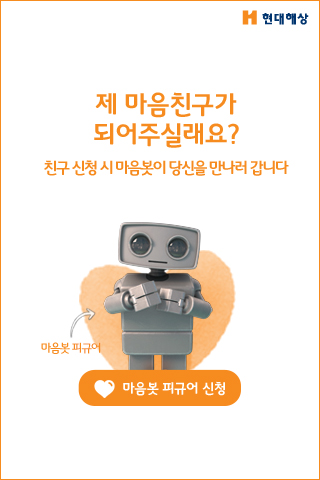 현대해상
제 마음친구가
되어주실래요?
친구 신청 시 마음봇이 당신을 만나러 갑니다
마음봇 피규어
마음봇 피규어 신청